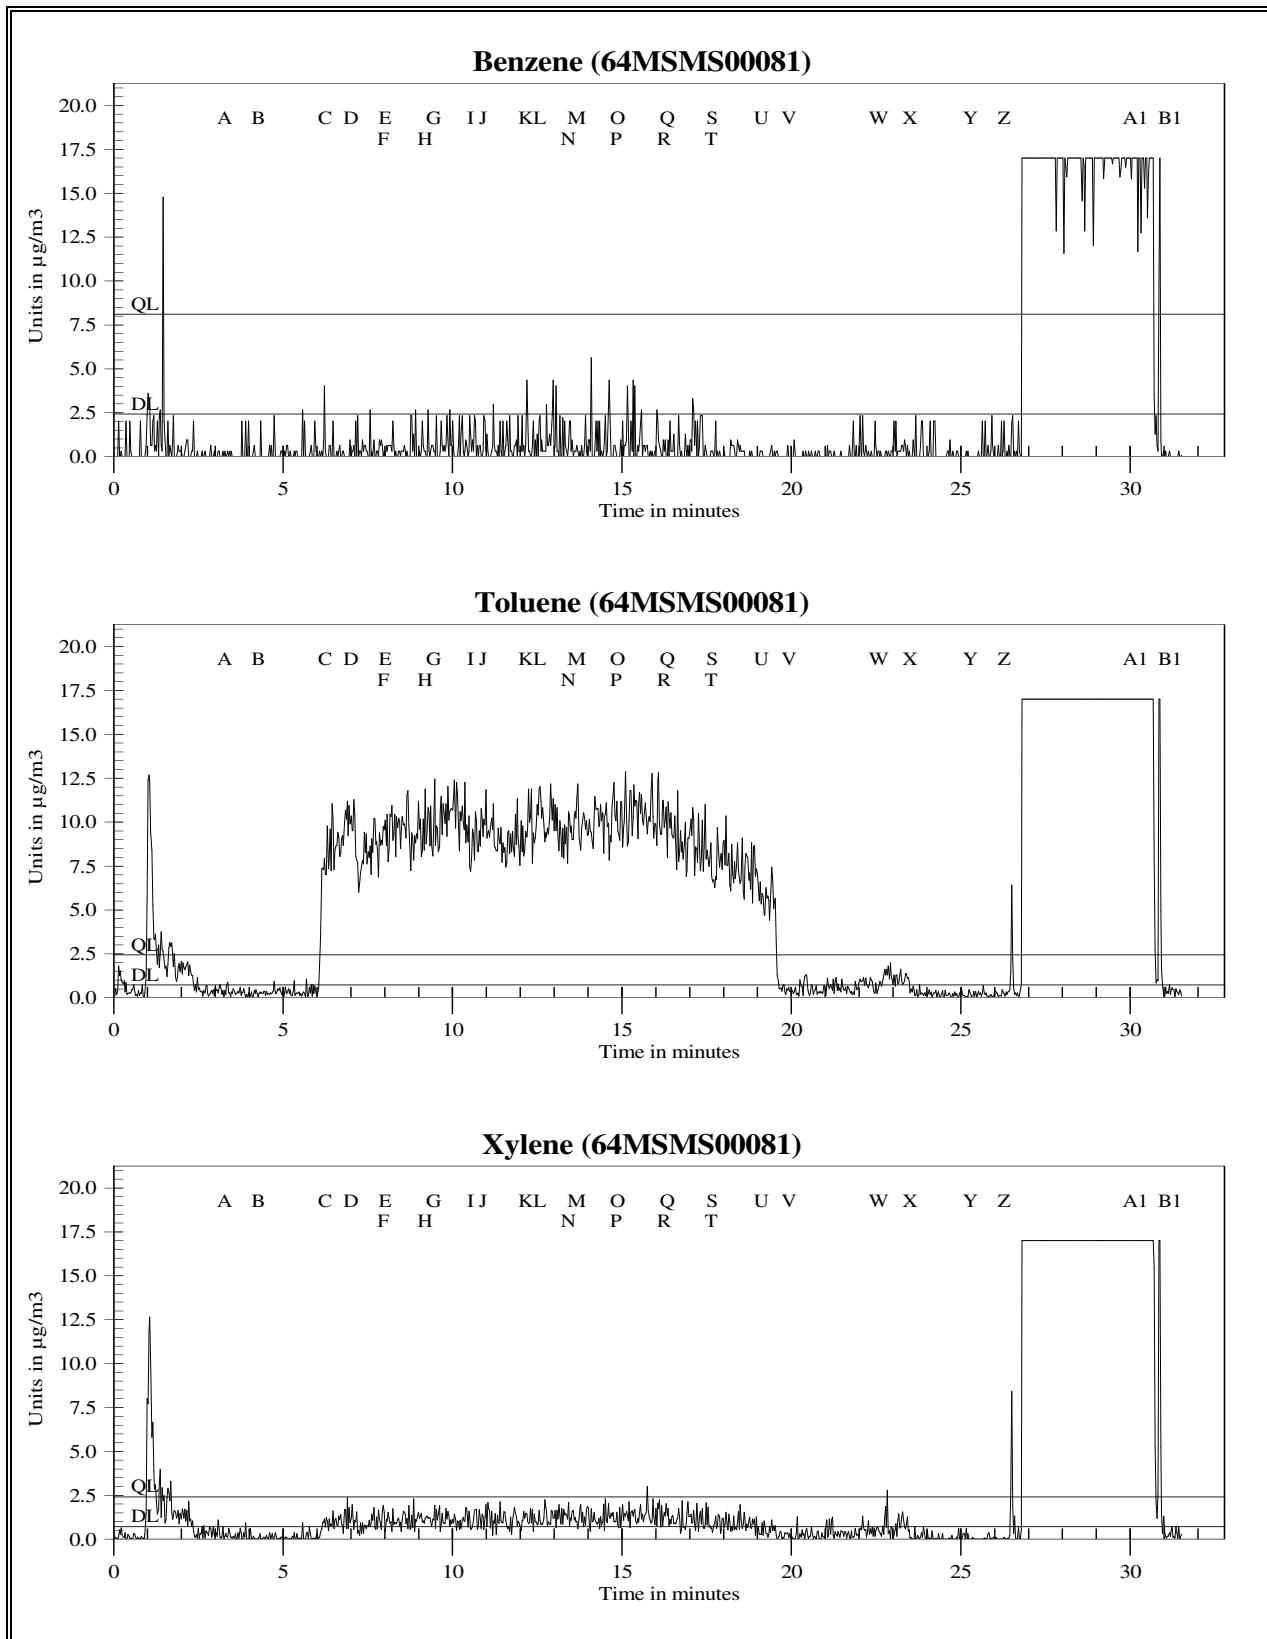 Benzene (64MSMS00081)
20.0
A B C D E G I J K L M O Q S U V W X Y Z A1 B1
F H N P R T
17.5
15.0
12.5
10.0
QL
7.5
5.0
DL
2.5
0.0
Units in µg/m3
0 5 10 15 20 25 30
Time in minutes
Toluene (64MSMS00081)
20.0
A B C D E G I J K L M O Q S U V W X Y Z A1 B1
F H N P R T
17.5
15.0
12.5
10.0
7.5
5.0
QL
2.5
DL
0.0
Units in µg/m3
0 5 10 15 20 25 30
Time in minutes
Xylene (64MSMS00081)
20.0
A B C D E G I J K L M O Q S U V W X Y Z A1 B1
F H N P R T
17.5
15.0
12.5
10.0
7.5
5.0
QL
2.5
DL
0.0
Units in µg/m3
0 5 10 15 20 25 30
Time in minutes